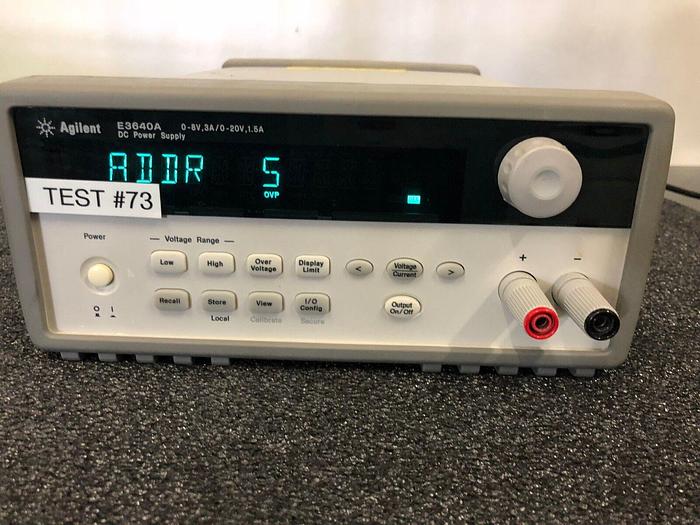 Agilent E3640A 0-8V,3A/0-20V,1.5A
DC Power Supply
ADDR 5
OVP
TEST #73
Power
Voltage Range
Low High Over Voltage Display Limit < Voltage Current >
+ −
Recall Store View I/O Config Output On/Off
O I
Local Calibrate Secure